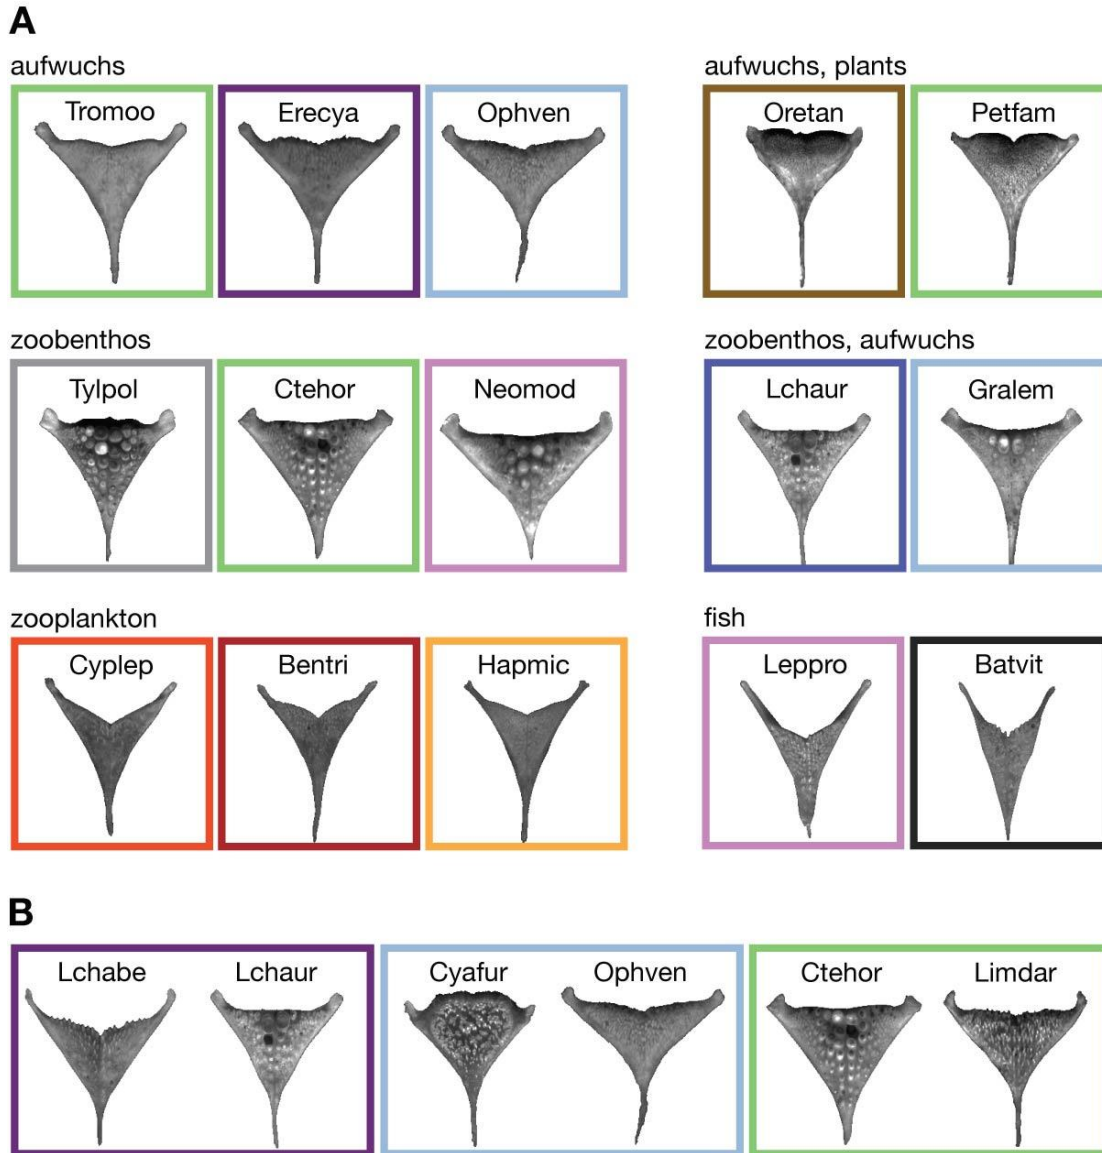 A
aufwuchs
aufwuchs, plants
Tromoo
Erecya
Ophven
Oretan
Petfam
zoobenthos
zoobenthos, aufwuchs
Tylpol
Ctehor
Neomod
Lchaur
Gralem
zooplankton
fish
Cyplep
Bentri
Hapmic
Leppro
Batvit
B
Lchabe
Lchaur
Cyafur
Ophven
Ctehor
Limdar